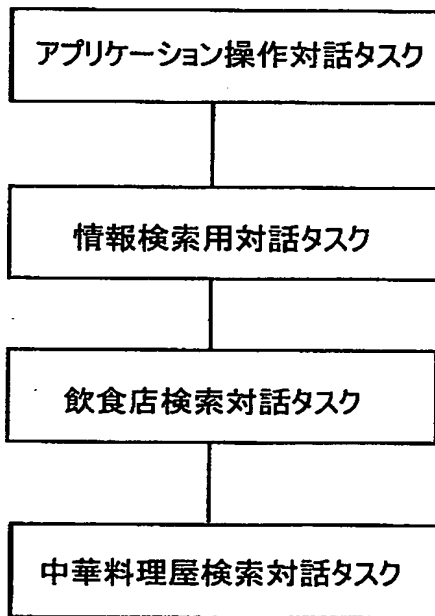 アプリケーション操作対話タスク
情報検索用対話タスク
飲食店検索対話タスク
中華料理屋検索対話タスク